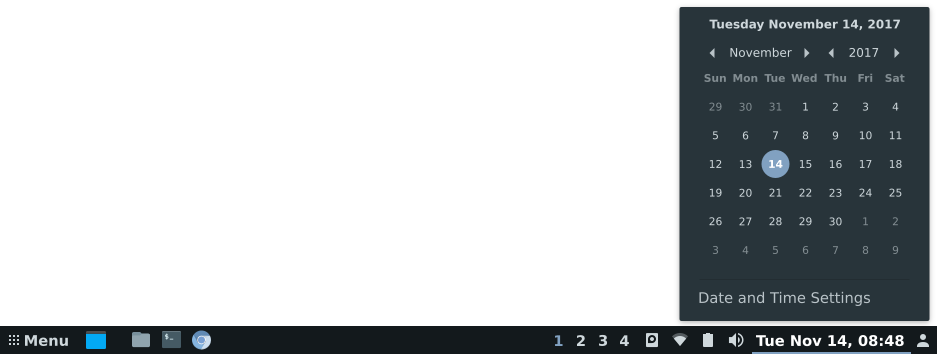 Tuesday November 14, 2017
November 2017
Sun Mon Tue Wed Thu Fri Sat
29 30 31 1 2 3 4
5 6 7 8 9 10 11
12 13 14 15 16 17 18
19 20 21 22 23 24 25
26 27 28 29 30 1 2
3 4 5 6 7 8 9
Date and Time Settings
Menu $- 1 2 3 4 Tue Nov 14, 08:48